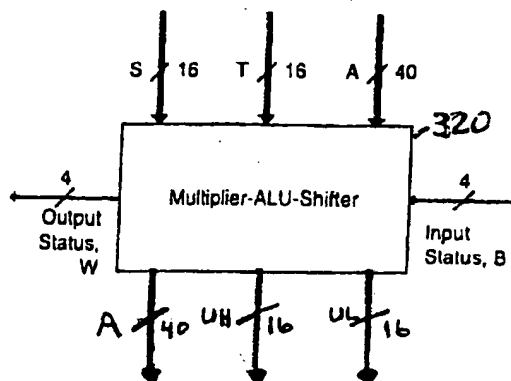 S 16 T 16 A 40
320
Multiplier-ALU-Shifter
4
Output
Status,
W
4
Input
Status, B
A 40 UH 16 UL 16